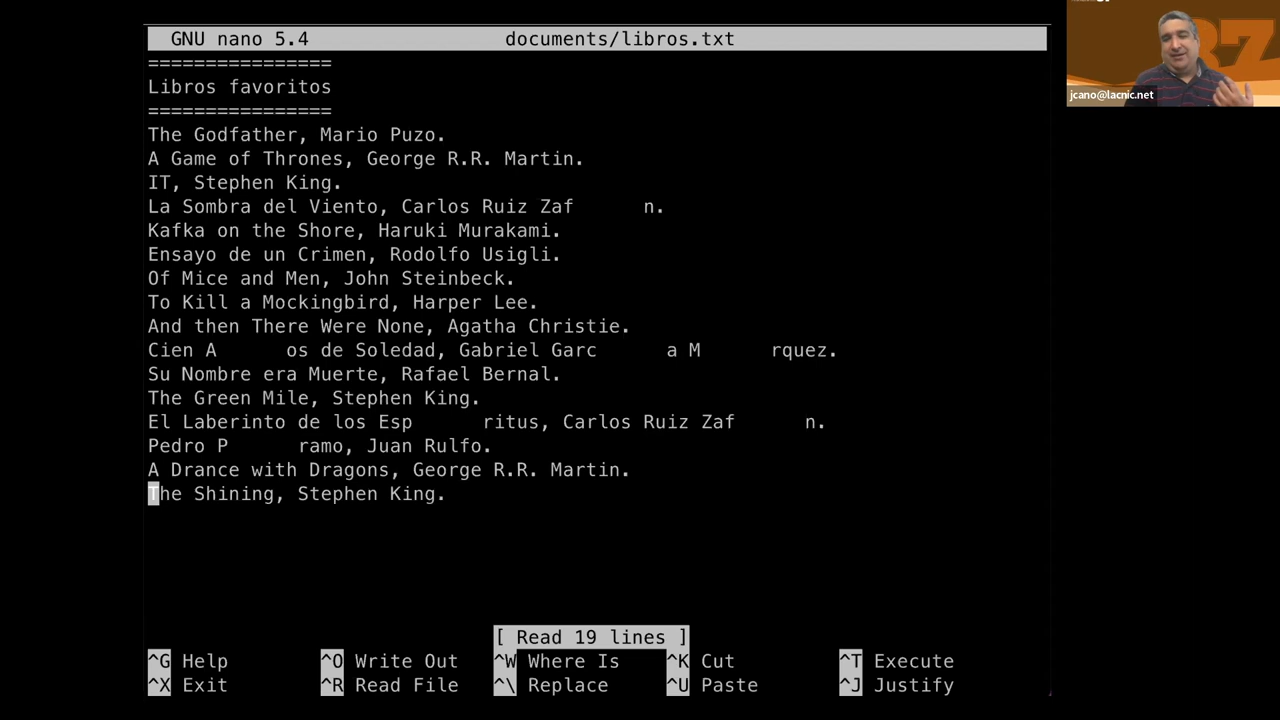 GNU nano 5.4 documents/libros.txt
================
Libros favoritos
================
The Godfather, Mario Puzo.
A Game of Thrones, George R.R. Martin.
IT, Stephen King.
La Sombra del Viento, Carlos Ruiz Zaf n.
Kafka on the Shore, Haruki Murakami.
Ensayo de un Crimen, Rodolfo Usigli.
Of Mice and Men, John Steinbeck.
To Kill a Mockingbird, Harper Lee.
And then There Were None, Agatha Christie.
Cien A os de Soledad, Gabriel Garc a M rquez.
Su Nombre era Muerte, Rafael Bernal.
The Green Mile, Stephen King.
El Laberinto de los Esp ritus, Carlos Ruiz Zaf n.
Pedro P ramo, Juan Rulfo.
A Drance with Dragons, George R.R. Martin.
The Shining, Stephen King.
[ Read 19 lines ]
^G Help ^O Write Out ^W Where Is ^K Cut ^T Execute
^X Exit ^R Read File ^\ Replace ^U Paste ^J Justify
jcano@lacnic.net